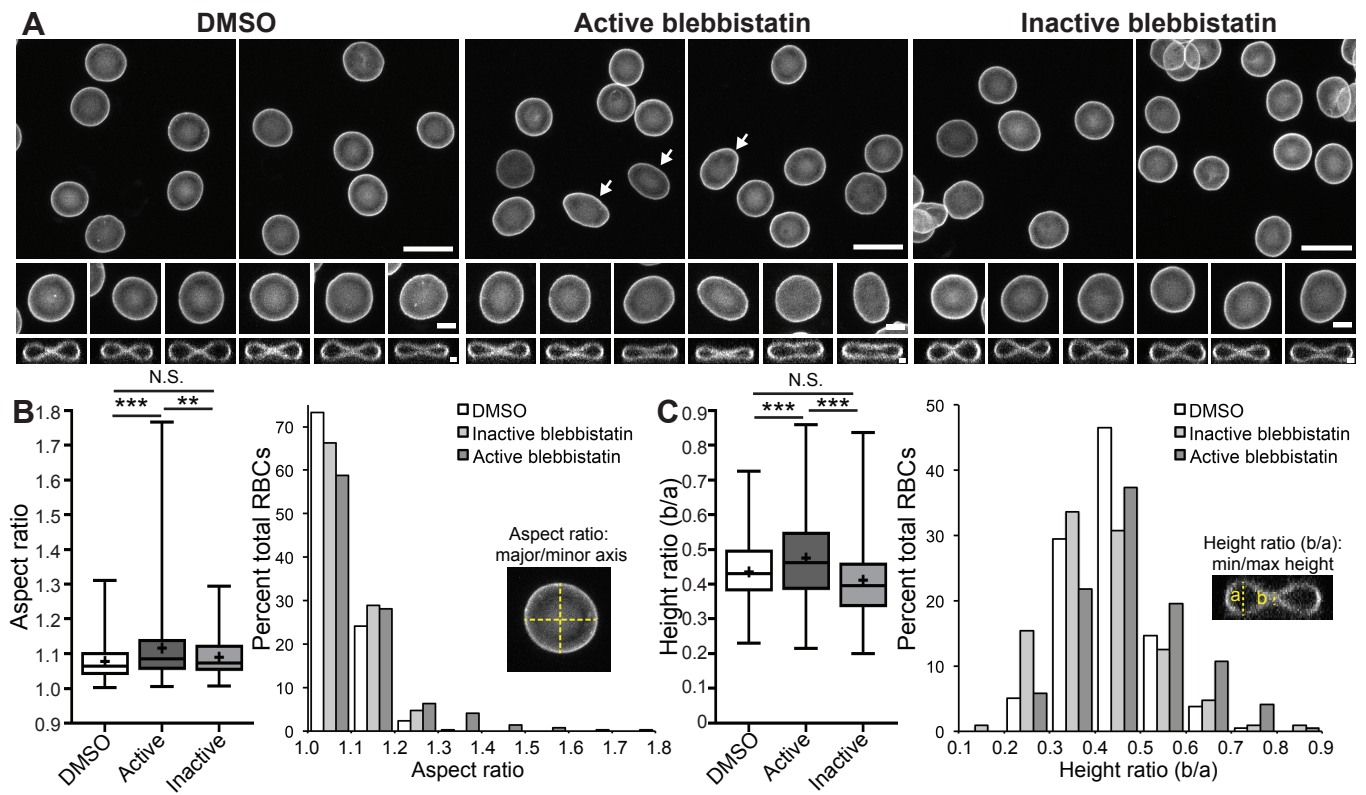 A
DMSO
Active blebbistatin
Inactive blebbistatin
B
N.S.
***
**
1.8
1.7
1.6
1.5
1.4
1.3
1.2
1.1
1.0
0.9
Aspect ratio
DMSO
Active
Inactive
70
60
50
40
30
20
10
0
Percent total RBCs
DMSO
Inactive blebbistatin
Active blebbistatin
Aspect ratio:
major/minor axis
1.0
1.1
1.2
1.3
1.4
1.5
1.6
1.7
1.8
Aspect ratio
C
N.S.
***
***
0.9
0.8
0.7
0.6
0.5
0.4
0.3
0.2
0.1
0
Height ratio (b/a)
DMSO
Active
Inactive
50
40
30
20
10
0
Percent total RBCs
DMSO
Inactive blebbistatin
Active blebbistatin
Height ratio (b/a):
min/max height
a
b
0.1
0.2
0.3
0.4
0.5
0.6
0.7
0.8
0.9
Height ratio (b/a)